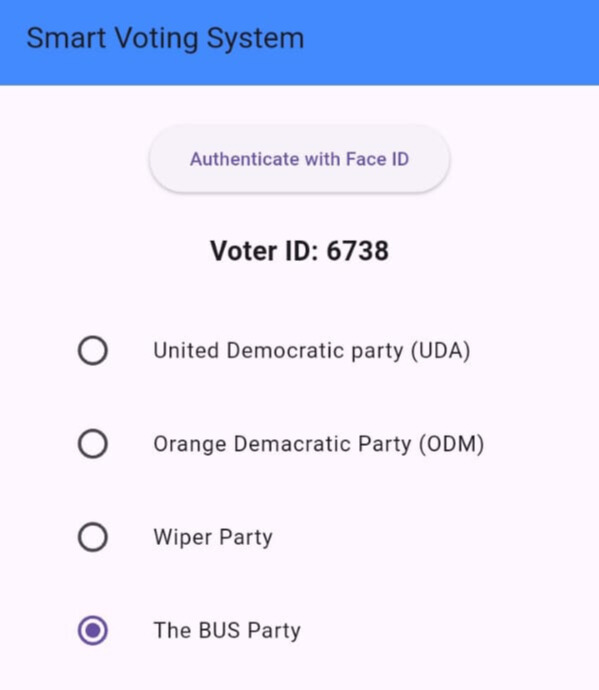 Smart Voting System
Authenticate with Face ID
Voter ID: 6738
United Democratic party (UDA)
Orange Demacratic Party (ODM)
Wiper Party
The BUS Party